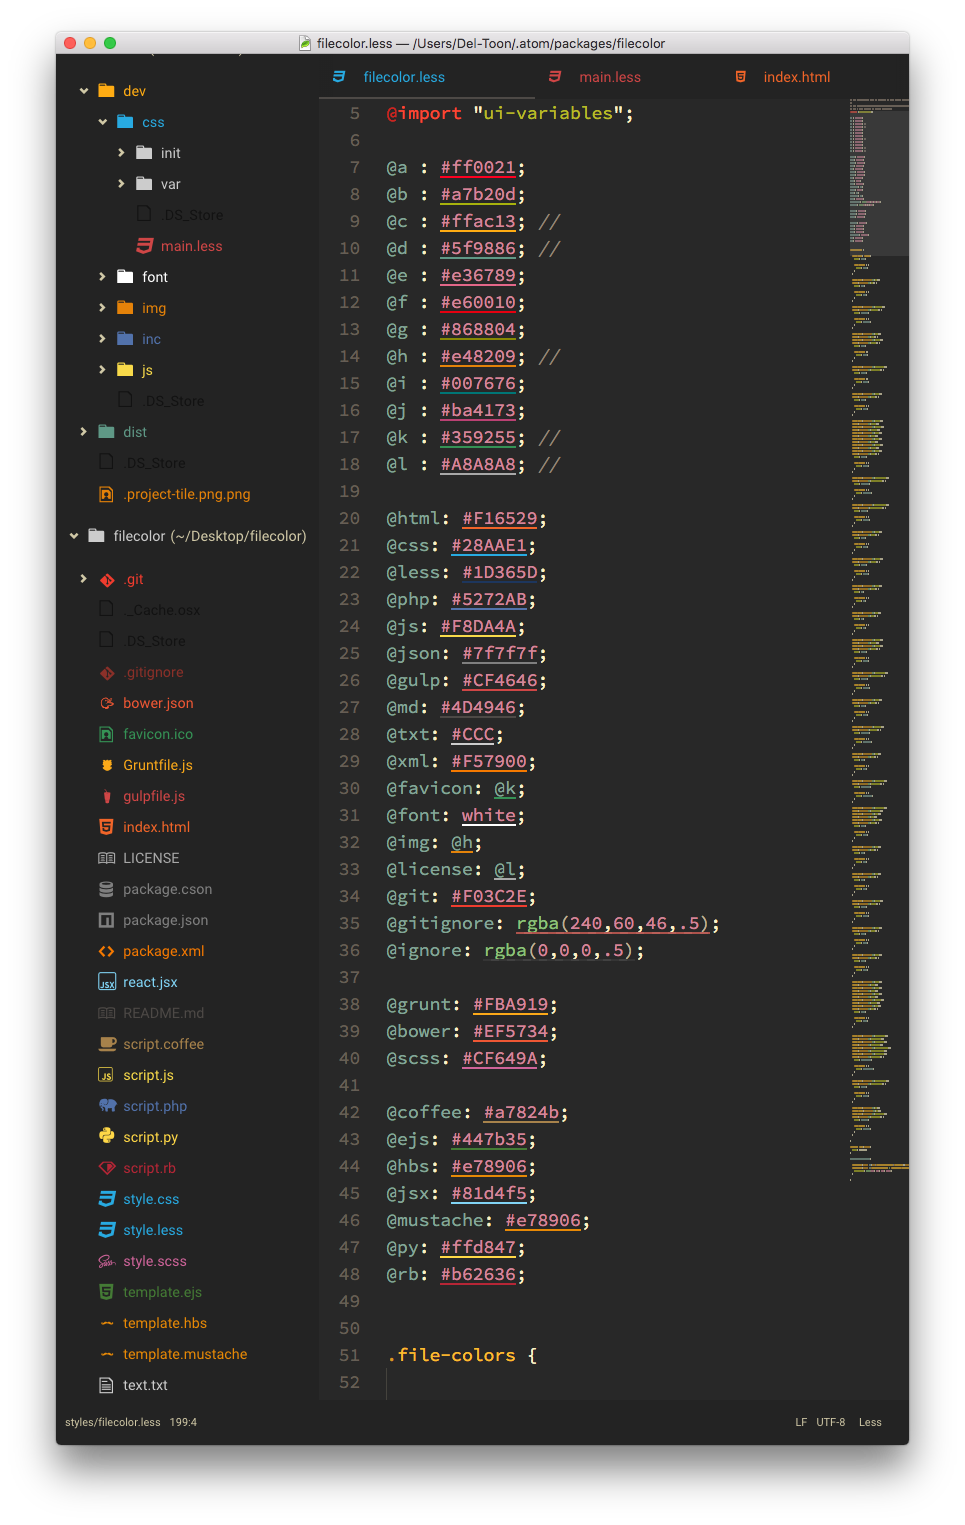 filecolor.less — /Users/Del-Toon/.atom/packages/filecolor
dev
css
init
var
.DS_Store
main.less
font
img
inc
js
.DS_Store
dist
.DS_Store
.project-tile.png.png
filecolor (~/Desktop/filecolor)
.git
._Cache.osx
.DS_Store
.gitignore
bower.json
favicon.ico
Gruntfile.js
gulpfile.js
index.html
LICENSE
package.cson
package.json
package.xml
react.jsx
README.md
script.coffee
script.js
script.php
script.py
script.rb
style.css
style.less
style.scss
template.ejs
template.hbs
template.mustache
text.txt
filecolor.less main.less index.html
5 @import "ui-variables";
6
7 @a : #ff0021;
8 @b : #a7b20d;
9 @c : #ffac13; //
10 @d : #5f9886; //
11 @e : #e36789;
12 @f : #e60010;
13 @g : #868804;
14 @h : #e48209; //
15 @i : #007676;
16 @j : #ba4173;
17 @k : #359255; //
18 @l : #A8A8A8; //
19
20 @html: #F16529;
21 @css: #28AAE1;
22 @less: #1D365D;
23 @php: #5272AB;
24 @js: #F8DA4A;
25 @json: #7f7f7f;
26 @gulp: #CF4646;
27 @md: #4D4946;
28 @txt: #CCC;
29 @xml: #F57900;
30 @favicon: @k;
31 @font: white;
32 @img: @h;
33 @license: @l;
34 @git: #F03C2E;
35 @gitignore: rgba(240,60,46,.5);
36 @ignore: rgba(0,0,0,.5);
37
38 @grunt: #FBA919;
39 @bower: #EF5734;
40 @scss: #CF649A;
41
42 @coffee: #a7824b;
43 @ejs: #447b35;
44 @hbs: #e78906;
45 @jsx: #81d4f5;
46 @mustache: #e78906;
47 @py: #ffd847;
48 @rb: #b62636;
49
50
51 .file-colors {
52
styles/filecolor.less 199:4 LF UTF-8 Less